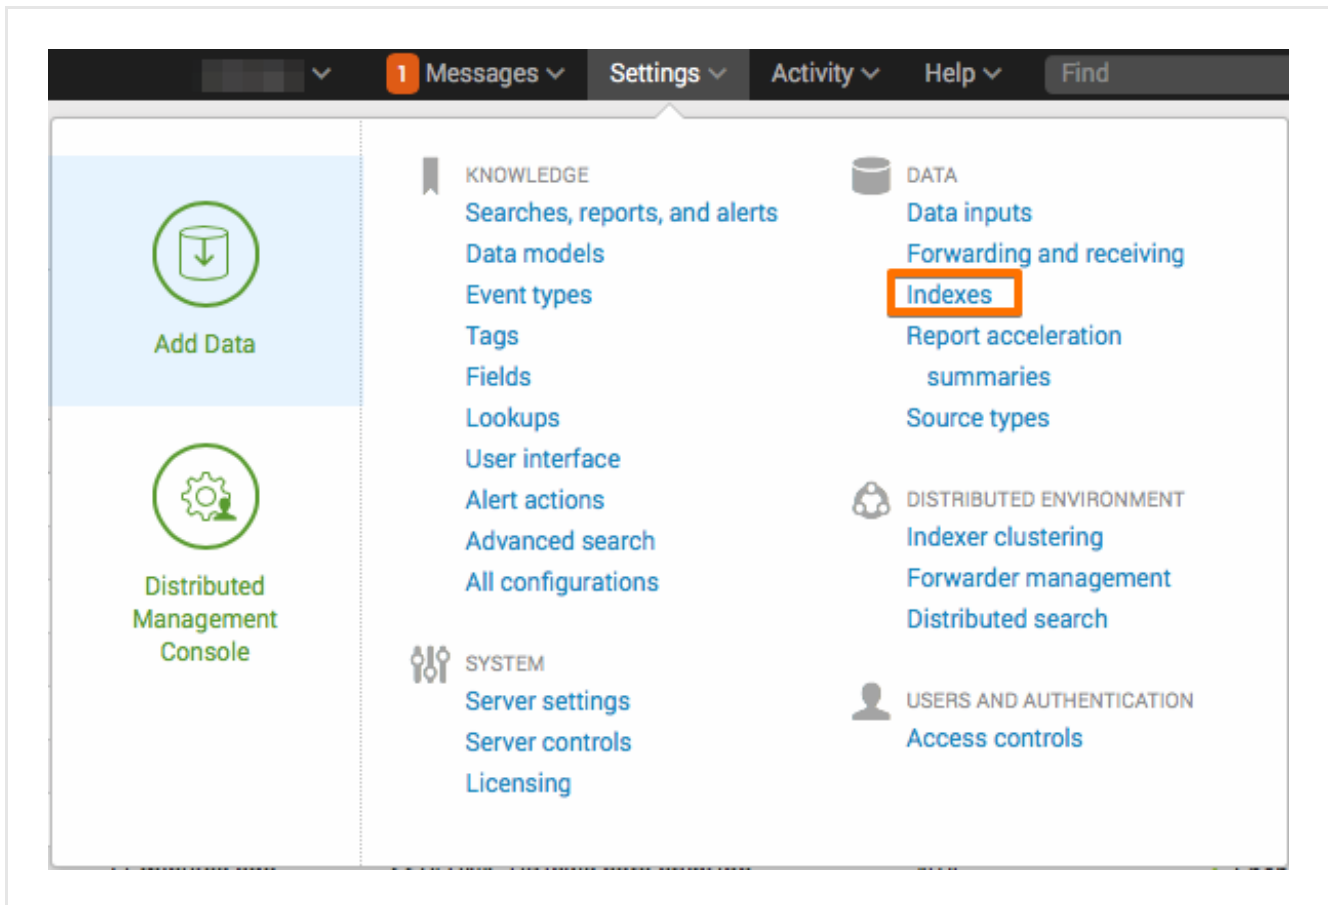 1 Messages Settings Activity Help Find
Add Data
Distributed
Management
Console
KNOWLEDGE
Searches, reports, and alerts
Data models
Event types
Tags
Fields
Lookups
User interface
Alert actions
Advanced search
All configurations
SYSTEM
Server settings
Server controls
Licensing
DATA
Data inputs
Forwarding and receiving
Indexes
Report acceleration
summaries
Source types
DISTRIBUTED ENVIRONMENT
Indexer clustering
Forwarder management
Distributed search
USERS AND AUTHENTICATION
Access controls